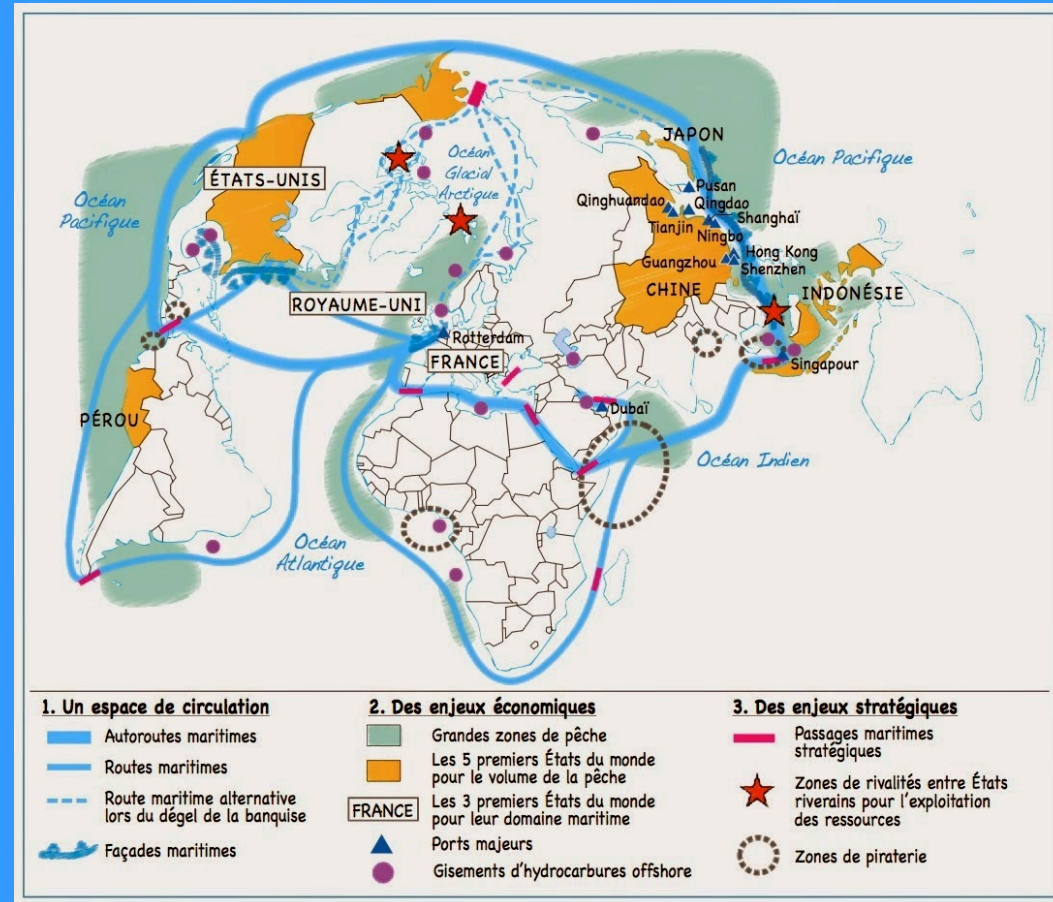 JAPON
Océan
Pacifique
ÉTATS-UNIS
Océan
Glacial
Arctique
Océan Pacifique
Pusan
Qinghuandao
Qingdao
Shanghaï
Tianjin
Ningbo
Hong Kong
Guangzhou
Shenzhen
CHINE
INDONÉSIE
ROYAUME-UNI
Rotterdam
FRANCE
Singapour
PÉROU
Dubaï
Océan Indien
Océan
Atlantique
1. Un espace de circulation
Autoroutes maritimes
Routes maritimes
Route maritime alternative
lors du dégel de la banquise
Façades maritimes
2. Des enjeux économiques
Grandes zones de pêche
Les 5 premiers États du monde
pour le volume de la pêche
FRANCE
Les 3 premiers États du monde
pour leur domaine maritime
Ports majeurs
Gisements d'hydrocarbures offshore
3. Des enjeux stratégiques
Passages maritimes
stratégiques
Zones de rivalités entre États
riverains pour l'exploitation
des ressources
Zones de piraterie